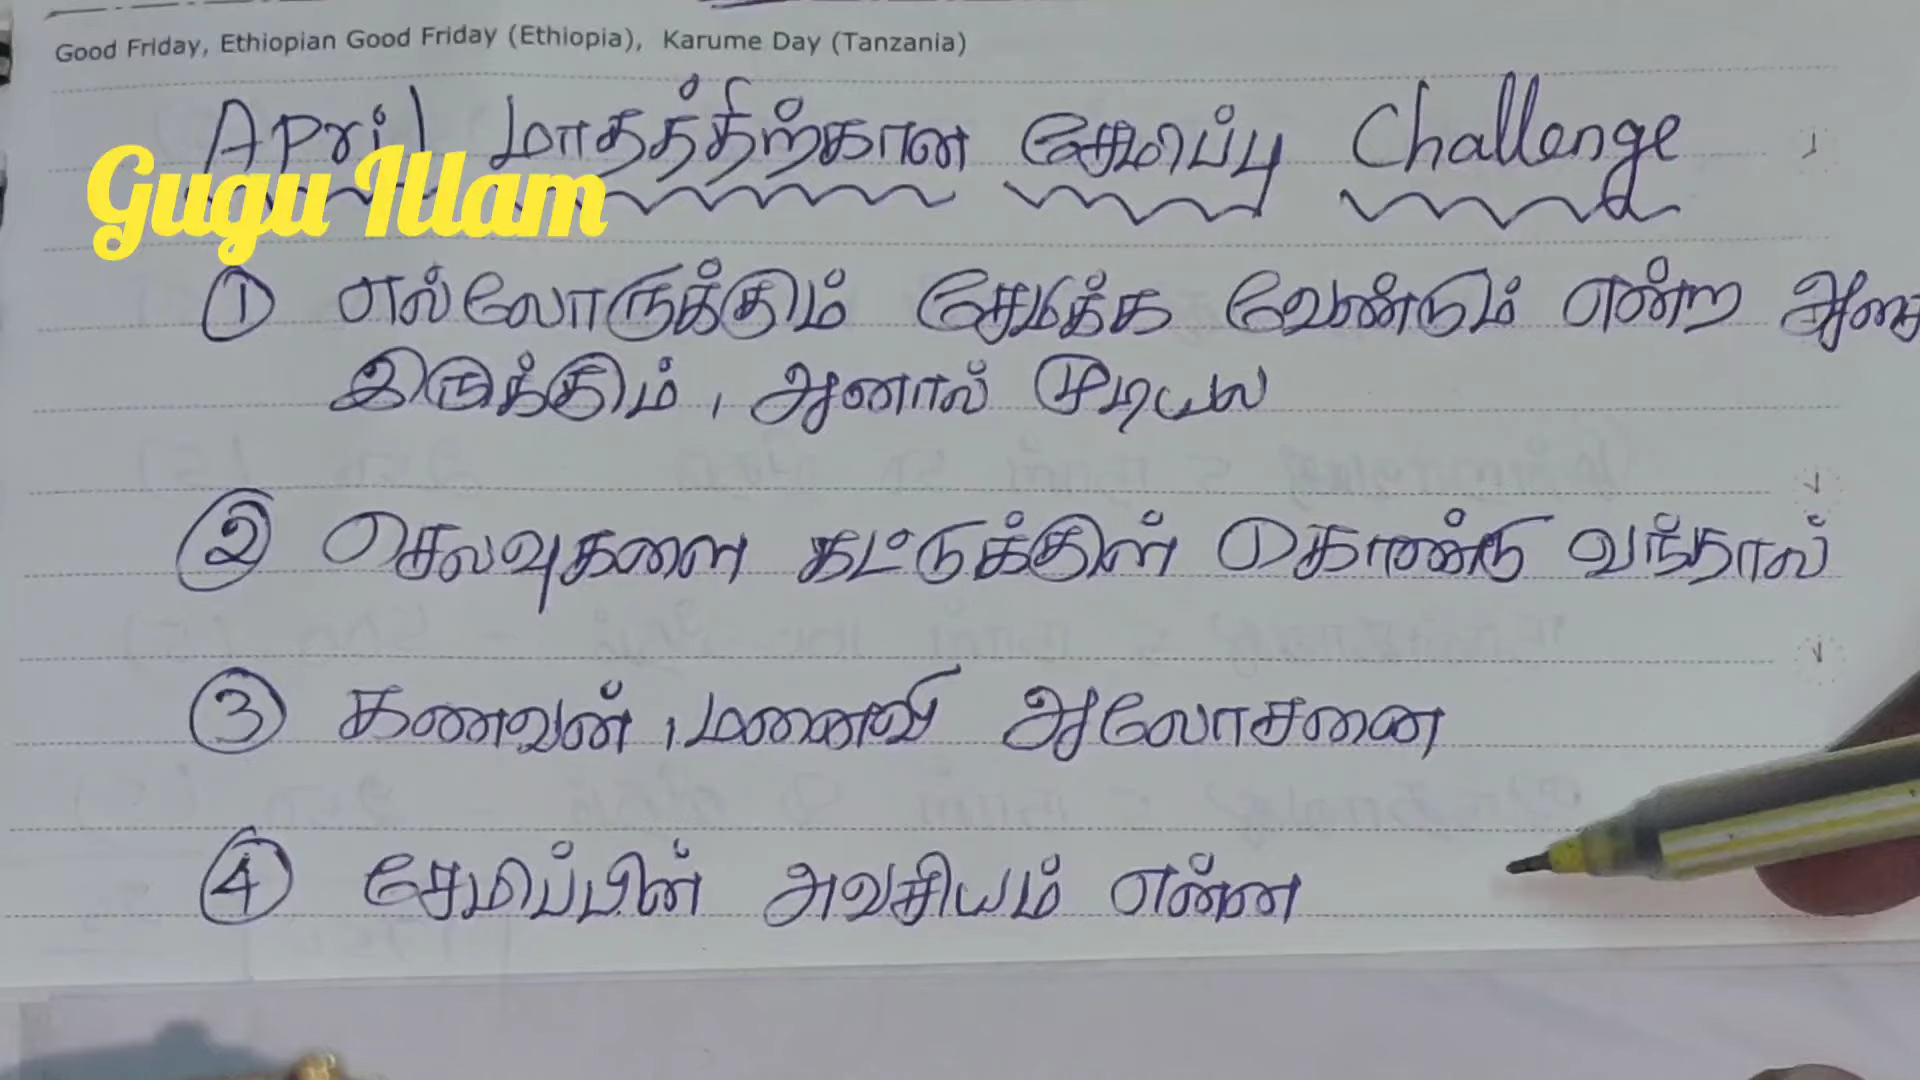 Good Friday, Ethiopian Good Friday (Ethiopia), Karume Day (Tanzania)
April மாதத்திற்கான சேமிப்பு Challenge
Gugu Illam
① எல்லோருக்கும் சேமிக்க வேண்டும் என்ற
இருக்கும், ஆனால் முடியல
② செலவுகளை கட்டுக்குள் கொண்டு வந்தால்
③ கணவன், மனைவி ஆலோசனை
④ சேமிப்பின் அவசியம் என்ன